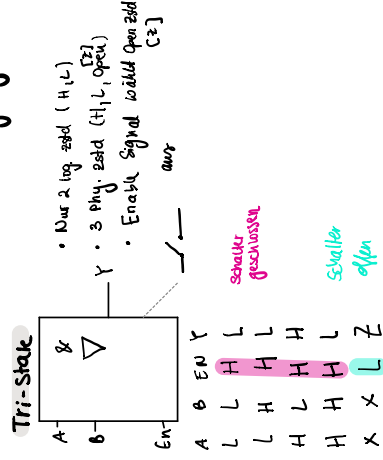 Tri-State
A
B
En
&
Y
• Nur 2 log. zstd (H,L)
• 3 Phy. zstd (H,L, Open) [Z]
• Enable Signal wählt Open zstd [Z]
aus
A B EN Y
L L H L
L H H L
H L H H
H H H L
X X L Z
Schalter
geschlossen
Schalter
offen